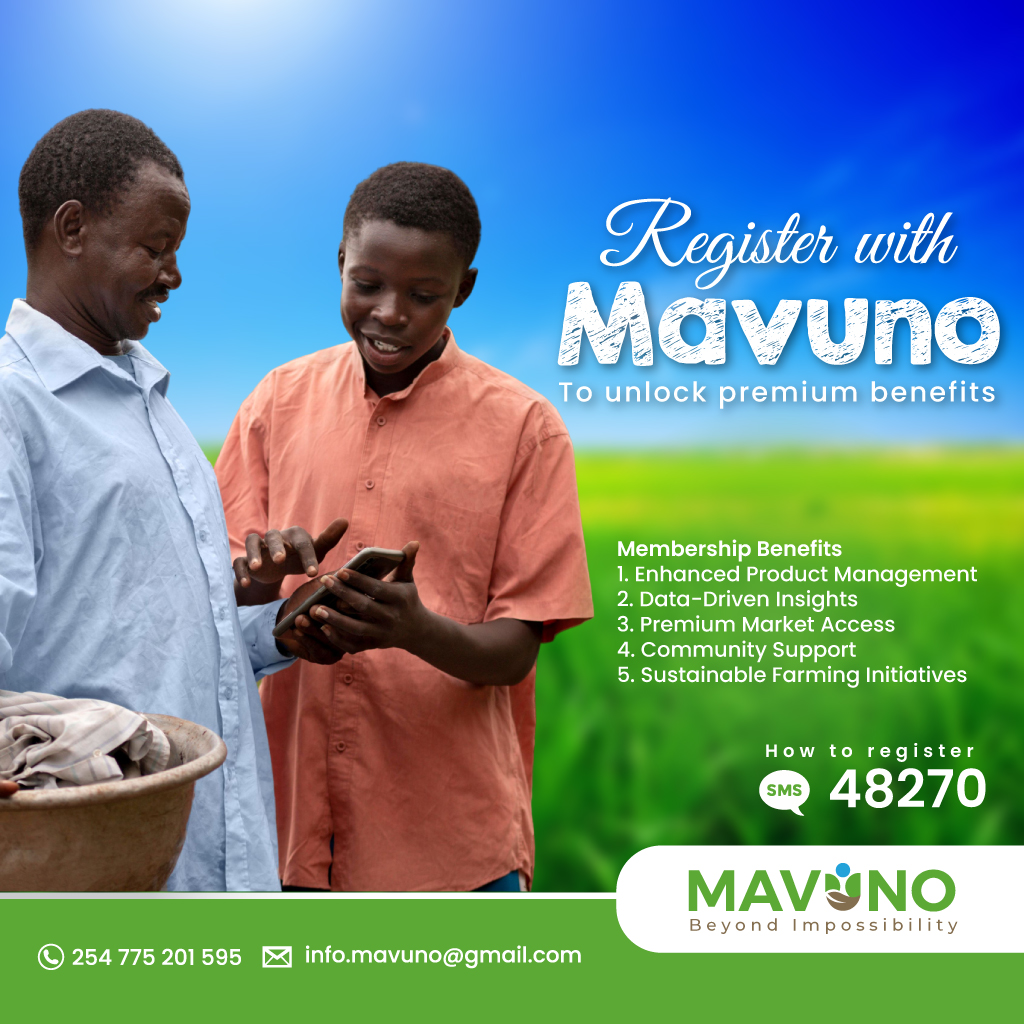 Register with
Mavuno
To unlock premium benefits
Membership Benefits
1. Enhanced Product Management
2. Data-Driven Insights
3. Premium Market Access
4. Community Support
5. Sustainable Farming Initiatives
How to register
SMS 48270
MAVUNO
Beyond Impossibility
254 775 201 595 info.mavuno@gmail.com